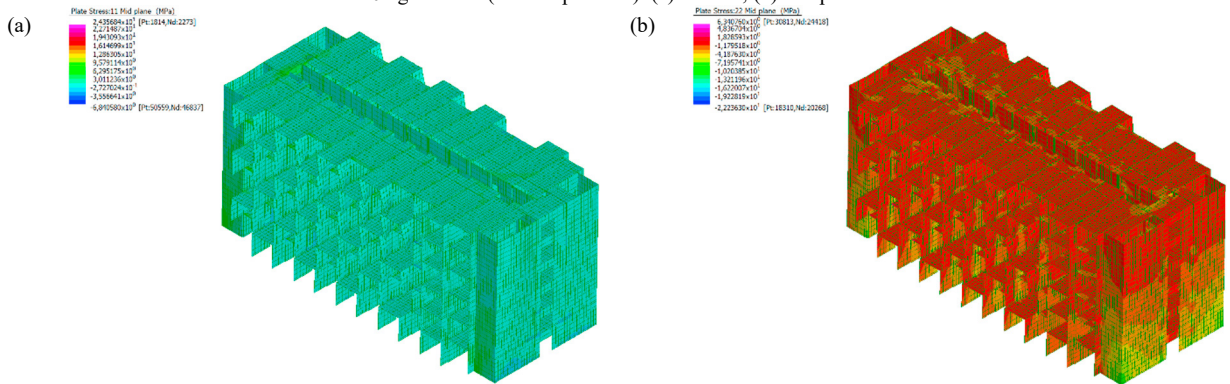 (a)
Plate Stress:11 Mid plane (MPa)
2,435684x10¹ [Pt:1814,Nd:2273]
2,271487x10¹
1,943093x10¹
1,614699x10¹
1,286305x10¹
9,579114x10⁰
6,295175x10⁰
3,011236x10⁰
-2,727024x10⁻¹
-3,556641x10⁰
-6,840580x10⁰ [Pt:50559,Nd:46837]
(b)
Plate Stress:22 Mid plane (MPa)
6,340760x10⁰ [Pt:30813,Nd:24418]
4,836704x10⁰
1,828593x10⁰
-1,179518x10⁰
-4,187630x10⁰
-7,195741x10⁰
-1,020385x10¹
-1,321196x10¹
-1,622007x10¹
-1,922819x10¹
-2,223630x10¹ [Pt:18310,Nd:20268]